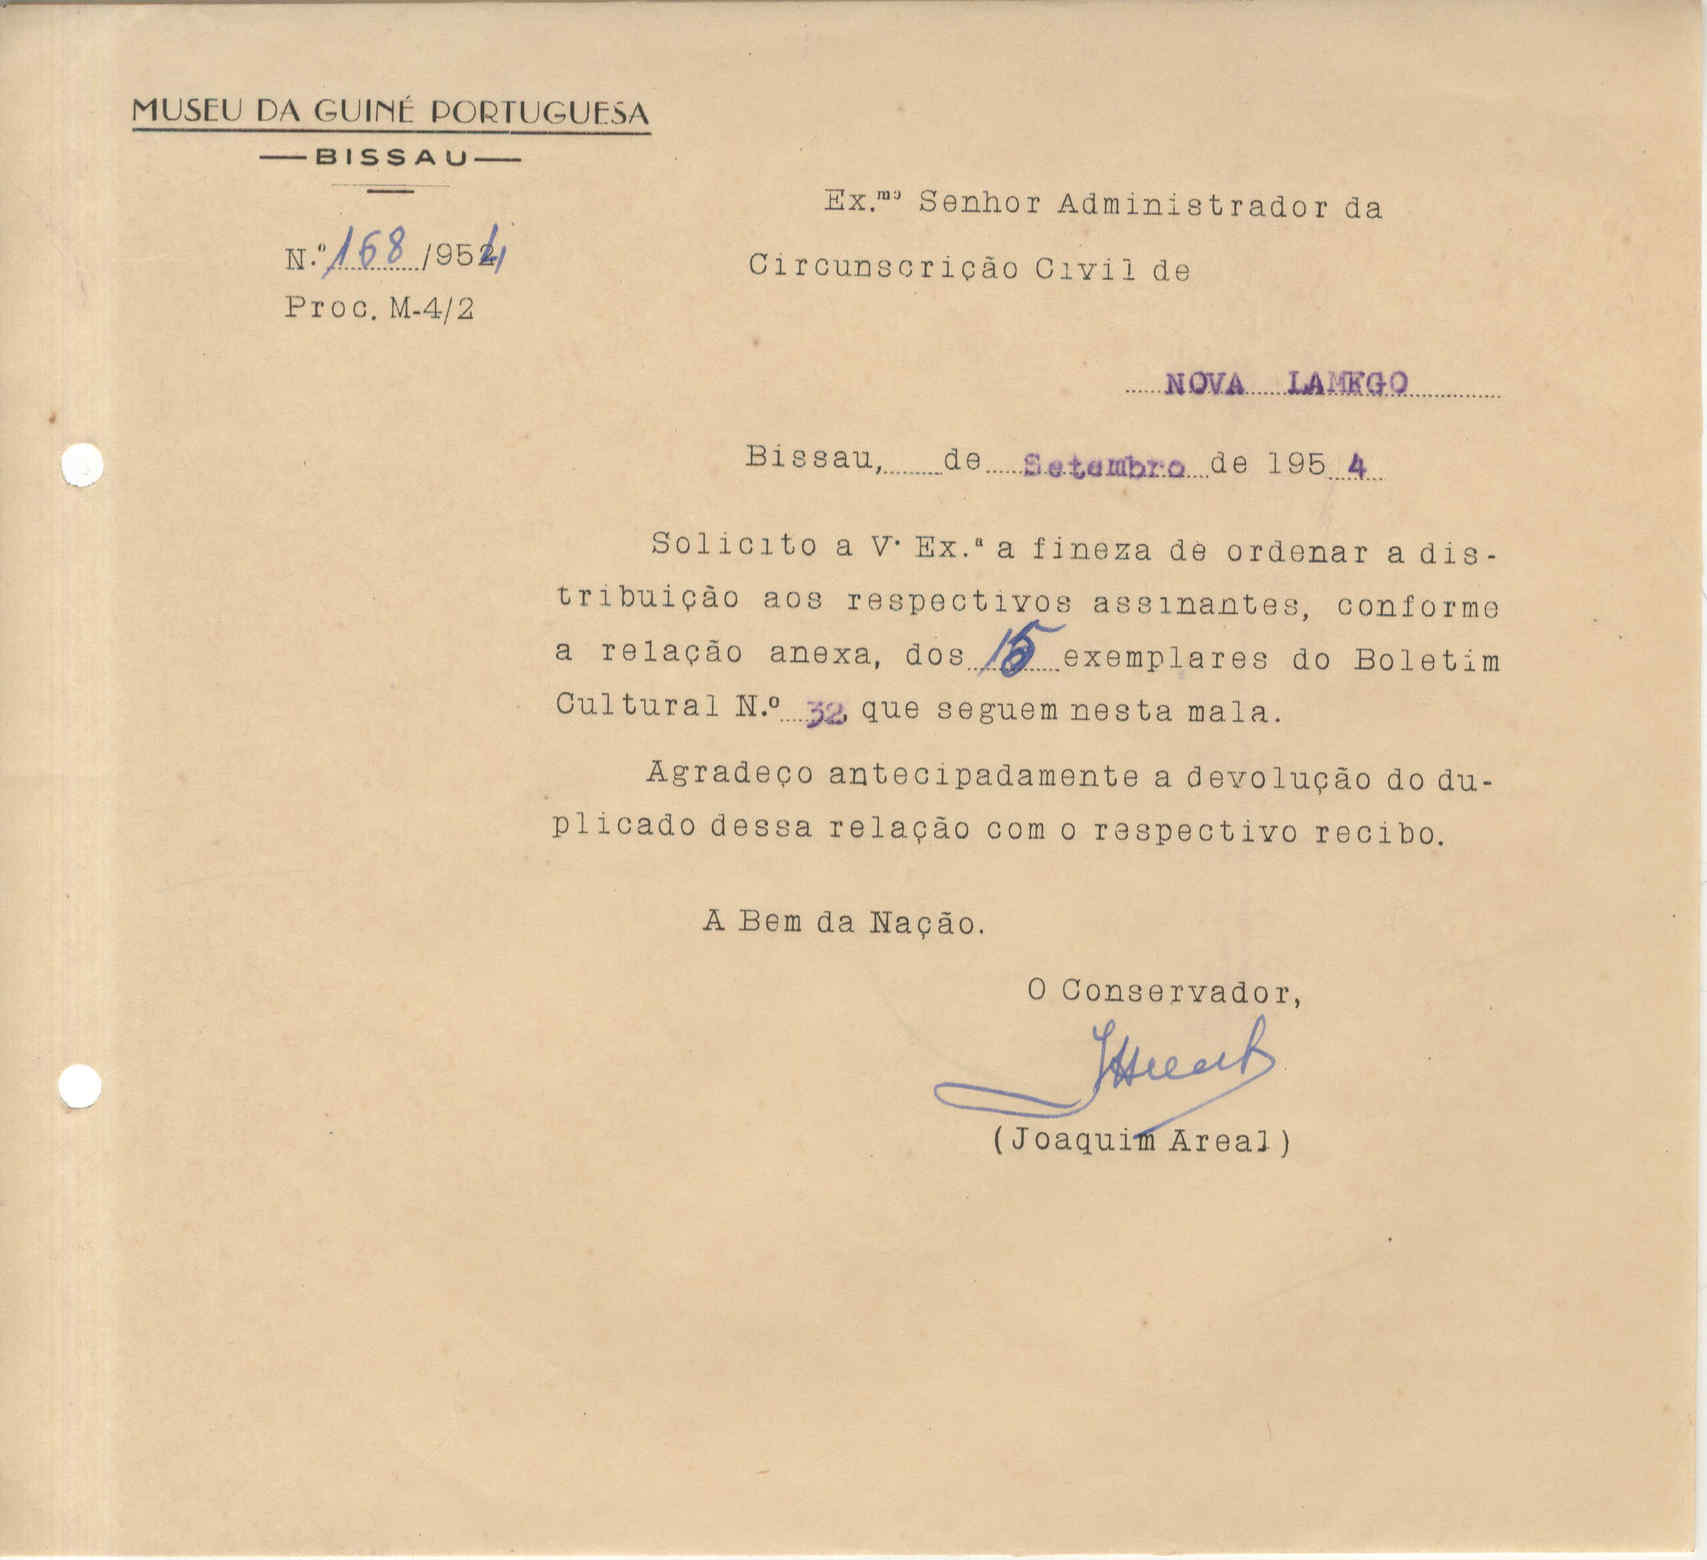 MUSEU DA GUINÉ PORTUGUESA
BISSAU
Ex.mo Senhor Administrador da
N.º 168/954
Circunscrição Civil de
Proc. M-4/2
NOVA LAMEGO
Bissau, de Setembro de 1954
Solicito a V. Ex.ª a fineza de ordenar a dis-
tribuição aos respectivos assinantes, conforme
a relação anexa, dos 15 exemplares do Boletim
Cultural N.º 32, que seguem nesta mala.
Agradeço antecipadamente a devolução do du-
plicado dessa relação com o respectivo recibo.
A Bem da Nação.
O Conservador,
JAreal
(Joaquim Areal)